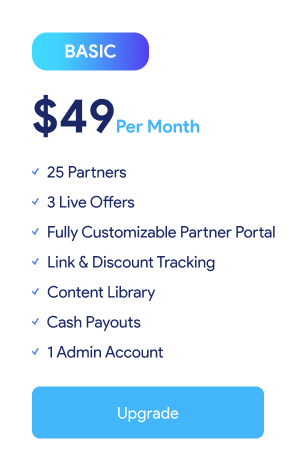 BASIC
$49 Per Month
25 Partners
3 Live Offers
Fully Customizable Partner Portal
Link & Discount Tracking
Content Library
Cash Payouts
1 Admin Account
Upgrade